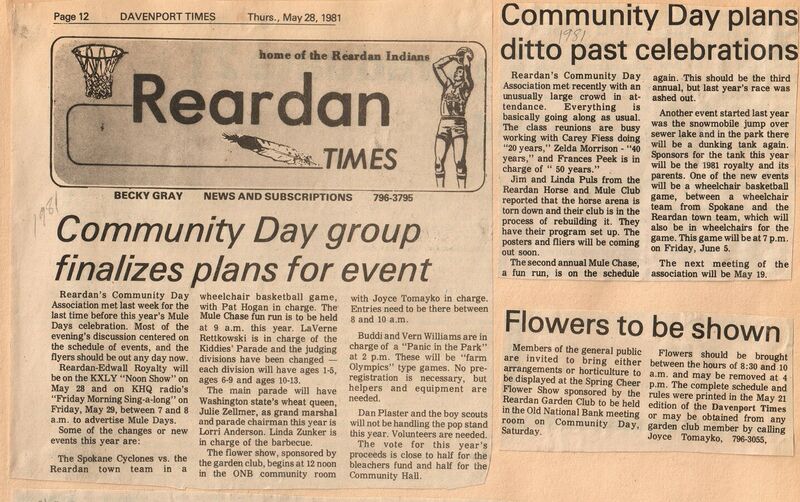 Page 12 DAVENPORT TIMES Thurs., May 28, 1981
home of the Reardan Indians
Reardan
TIMES
BECKY GRAY NEWS AND SUBSCRIPTIONS 796-3795
1981
Community Day group
finalizes plans for event
Reardan's Community Day
Association met last week for the
last time before this year's Mule
Days celebration. Most of the
evening's discussion centered on
the schedule of events, and the
flyers should be out any day now.
Reardan-Edwall Royalty will
be on the KXLY "Noon Show" on
May 28 and on KHQ radio's
"Friday Morning Sing-a-long" on
Friday, May 29, between 7 and 8
a.m. to advertise Mule Days.
Some of the changes or new
events this year are:
The Spokane Cyclones vs. the
Reardan town team in a
wheelchair basketball game,
with Pat Hogan in charge. The
Mule Chase fun run is to be held
at 9 a.m. this year. LaVerne
Rettkowski is in charge of the
Kiddies' Parade and the judging
divisions have been changed —
each division will have ages 1-5,
ages 6-9 and ages 10-13.
The main parade will have
Washington state's wheat queen,
Julie Zellmer, as grand marshal
and parade chairman this year is
Lorri Anderson. Linda Zunker is
in charge of the barbecue.
The flower show, sponsored by
the garden club, begins at 12 noon
in the ONB community room
with Joyce Tomayko in charge.
Entries need to be there between
8 and 10 a.m.
Buddi and Vern Williams are in
charge of a "Panic in the Park"
at 2 p.m. These will be "farm
Olympics" type games. No pre-
registration is necessary, but
helpers and equipment are
needed.
Dan Plaster and the boy scouts
will not be handling the pop stand
this year. Volunteers are needed.
The vote for this year's
proceeds is close to half for the
bleachers fund and half for the
Community Hall.
Community Day plans
ditto past celebrations
1981
Reardan's Community Day
Association met recently with an
unusually large crowd in at-
tendance. Everything is
basically going along as usual.
The class reunions are busy
working with Carey Fiess doing
"20 years," Zelda Morrison - "40
years," and Frances Peek is in
charge of " 50 years."
Jim and Linda Puls from the
Reardan Horse and Mule Club
reported that the horse arena is
torn down and their club is in the
process of rebuilding it. They
have their program set up. The
posters and fliers will be coming
out soon.
The second annual Mule Chase,
a fun run, is on the schedule
again. This should be the third
annual, but last year's race was
ashed out.
Another event started last year
was the snowmobile jump over
sewer lake and in the park there
will be a dunking tank again.
Sponsors for the tank this year
will be the 1981 royalty and its
parents. One of the new events
will be a wheelchair basketball
game, between a wheelchair
team from Spokane and the
Reardan town team, which will
also be in wheelchairs for the
game. This game will be at 7 p.m.
on Friday, June 5.
The next meeting of the
association will be May 19.
Flowers to be shown
Members of the general public
are invited to bring either
arrangements or horticulture to
be displayed at the Spring Cheer
Flower Show sponsored by the
Reardan Garden Club to be held
in the Old National Bank meeting
room on Community Day,
Saturday.
Flowers should be brought
between the hours of 8:30 and 10
a.m. and may be removed at 4
p.m. The complete schedule and
rules were printed in the May 21
edition of the Davenport Times
or may be obtained from any
garden club member by calling
Joyce Tomayko, 796-3055,